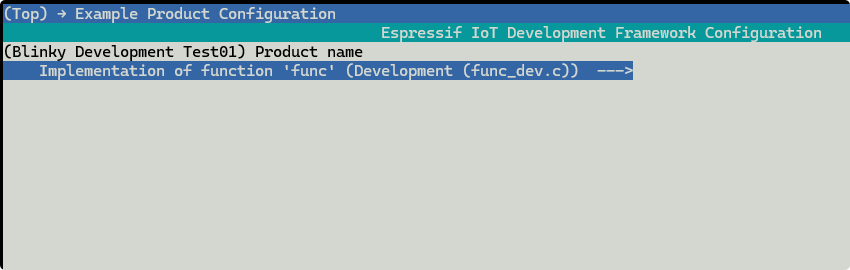 (Top) → Example Product Configuration
Espressif IoT Development Framework Configuration
(Blinky Development Test01) Product name
Implementation of function 'func' (Development (func_dev.c))  --->